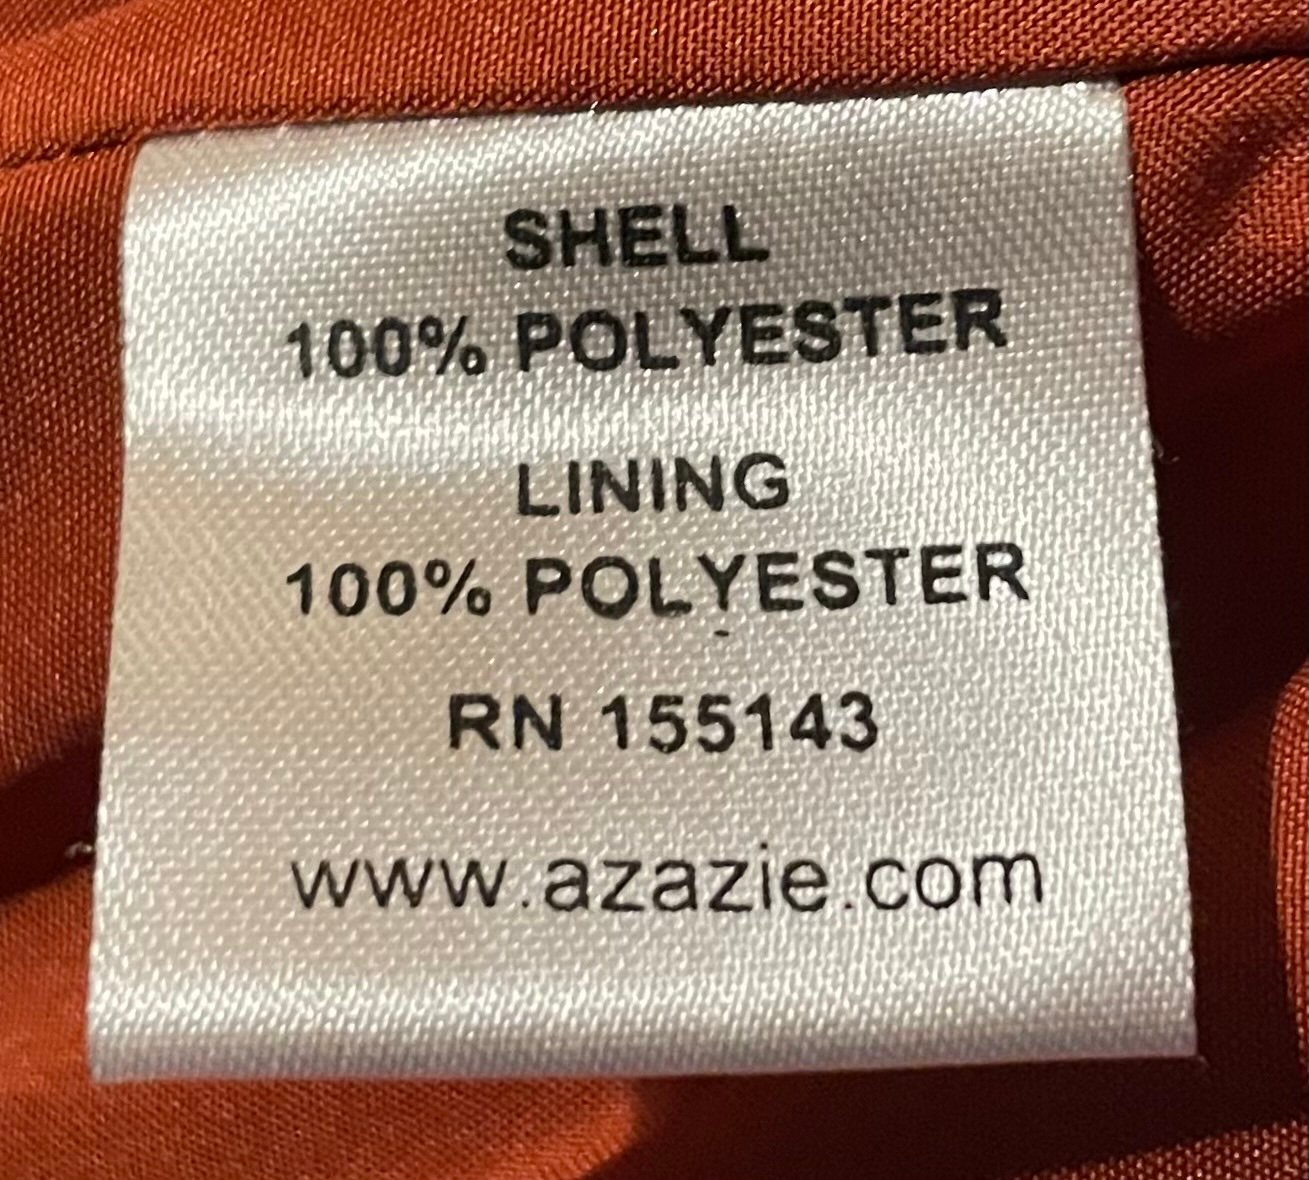 SHELL
100% POLYESTER
LINING
100% POLYESTER
RN 155143
www.azazie.com